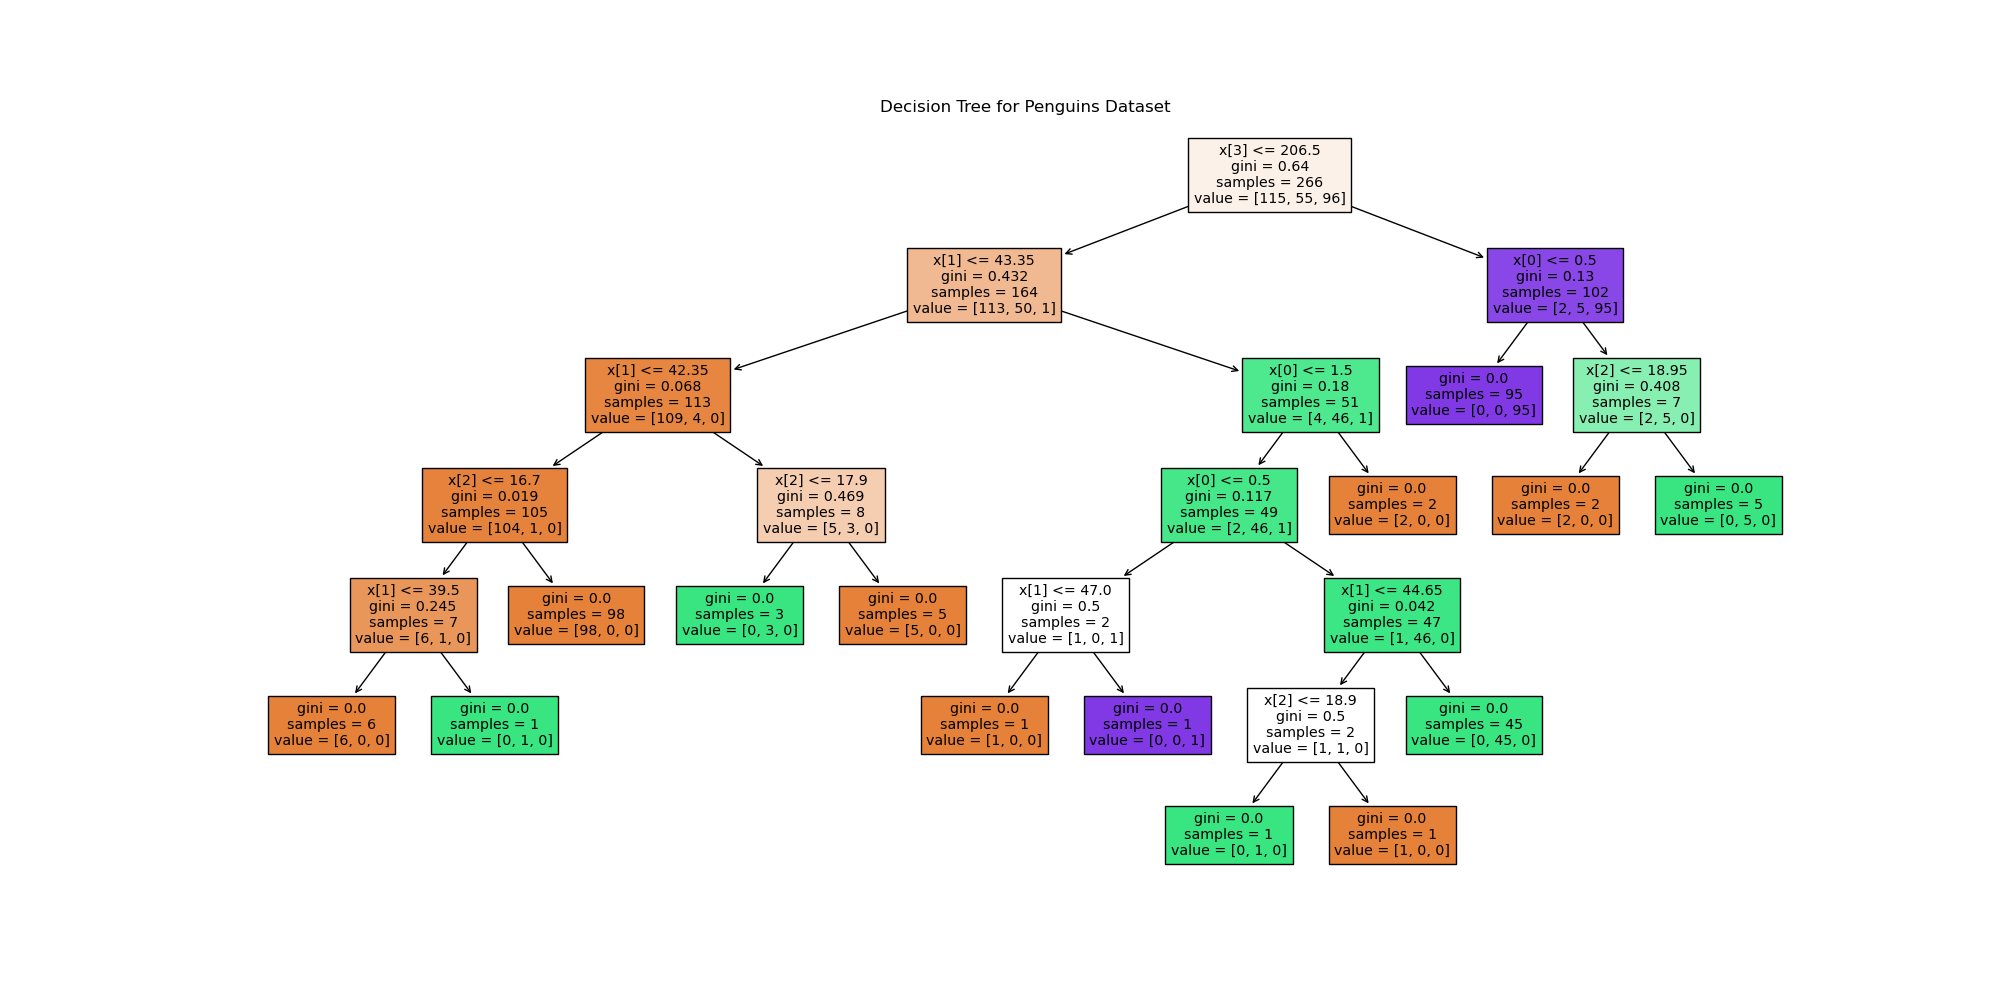 Decision Tree for Penguins Dataset
x[3] <= 206.5
gini = 0.64
samples = 266
value = [115, 55, 96]
x[1] <= 43.35
gini = 0.432
samples = 164
value = [113, 50, 1]
x[0] <= 0.5
gini = 0.13
samples = 102
value = [2, 5, 95]
x[1] <= 42.35
gini = 0.068
samples = 113
value = [109, 4, 0]
x[0] <= 1.5
gini = 0.18
samples = 51
value = [4, 46, 1]
gini = 0.0
samples = 95
value = [0, 0, 95]
x[2] <= 18.95
gini = 0.408
samples = 7
value = [2, 5, 0]
x[2] <= 16.7
gini = 0.019
samples = 105
value = [104, 1, 0]
x[2] <= 17.9
gini = 0.469
samples = 8
value = [5, 3, 0]
x[0] <= 0.5
gini = 0.117
samples = 49
value = [2, 46, 1]
gini = 0.0
samples = 2
value = [2, 0, 0]
gini = 0.0
samples = 2
value = [2, 0, 0]
gini = 0.0
samples = 5
value = [0, 5, 0]
x[1] <= 39.5
gini = 0.245
samples = 7
value = [6, 1, 0]
gini = 0.0
samples = 98
value = [98, 0, 0]
gini = 0.0
samples = 3
value = [0, 3, 0]
gini = 0.0
samples = 5
value = [5, 0, 0]
x[1] <= 47.0
gini = 0.5
samples = 2
value = [1, 0, 1]
x[1] <= 44.65
gini = 0.042
samples = 47
value = [1, 46, 0]
gini = 0.0
samples = 6
value = [6, 0, 0]
gini = 0.0
samples = 1
value = [0, 1, 0]
gini = 0.0
samples = 1
value = [1, 0, 0]
gini = 0.0
samples = 1
value = [0, 0, 1]
x[2] <= 18.9
gini = 0.5
samples = 2
value = [1, 1, 0]
gini = 0.0
samples = 45
value = [0, 45, 0]
gini = 0.0
samples = 1
value = [0, 1, 0]
gini = 0.0
samples = 1
value = [1, 0, 0]